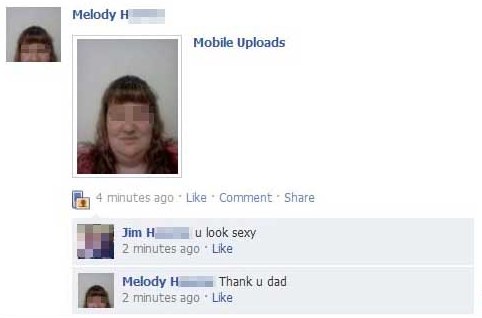 Melody H
Mobile Uploads
4 minutes ago · Like · Comment · Share
Jim H u look sexy
2 minutes ago · Like
Melody H Thank u dad
2 minutes ago · Like